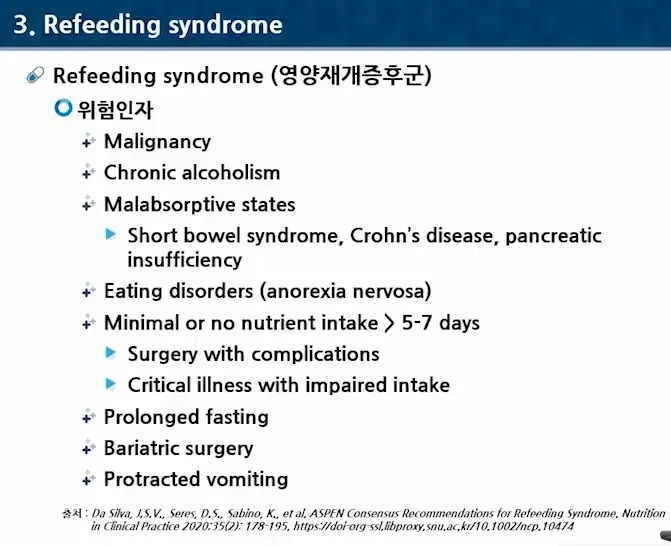 3. Refeeding syndrome
Refeeding syndrome (영양재개증후군)
위험인자
Malignancy
Chronic alcoholism
Malabsorptive states
Short bowel syndrome, Crohn's disease, pancreatic
insufficiency
Eating disorders (anorexia nervosa)
Minimal or no nutrient intake > 5-7 days
Surgery with complications
Critical illness with impaired intake
Prolonged fasting
Bariatric surgery
Protracted vomiting
출처 : Da Silva, J.S.V., Seres, D.S., Sabino, K., et al. ASPEN Consensus Recommendations for Refeeding Syndrome. Nutrition
in Clinical Practice 2020;35(2): 178-195. https://doi-org-ssl.libproxy.snu.ac.kr/10.1002/ncp.10474